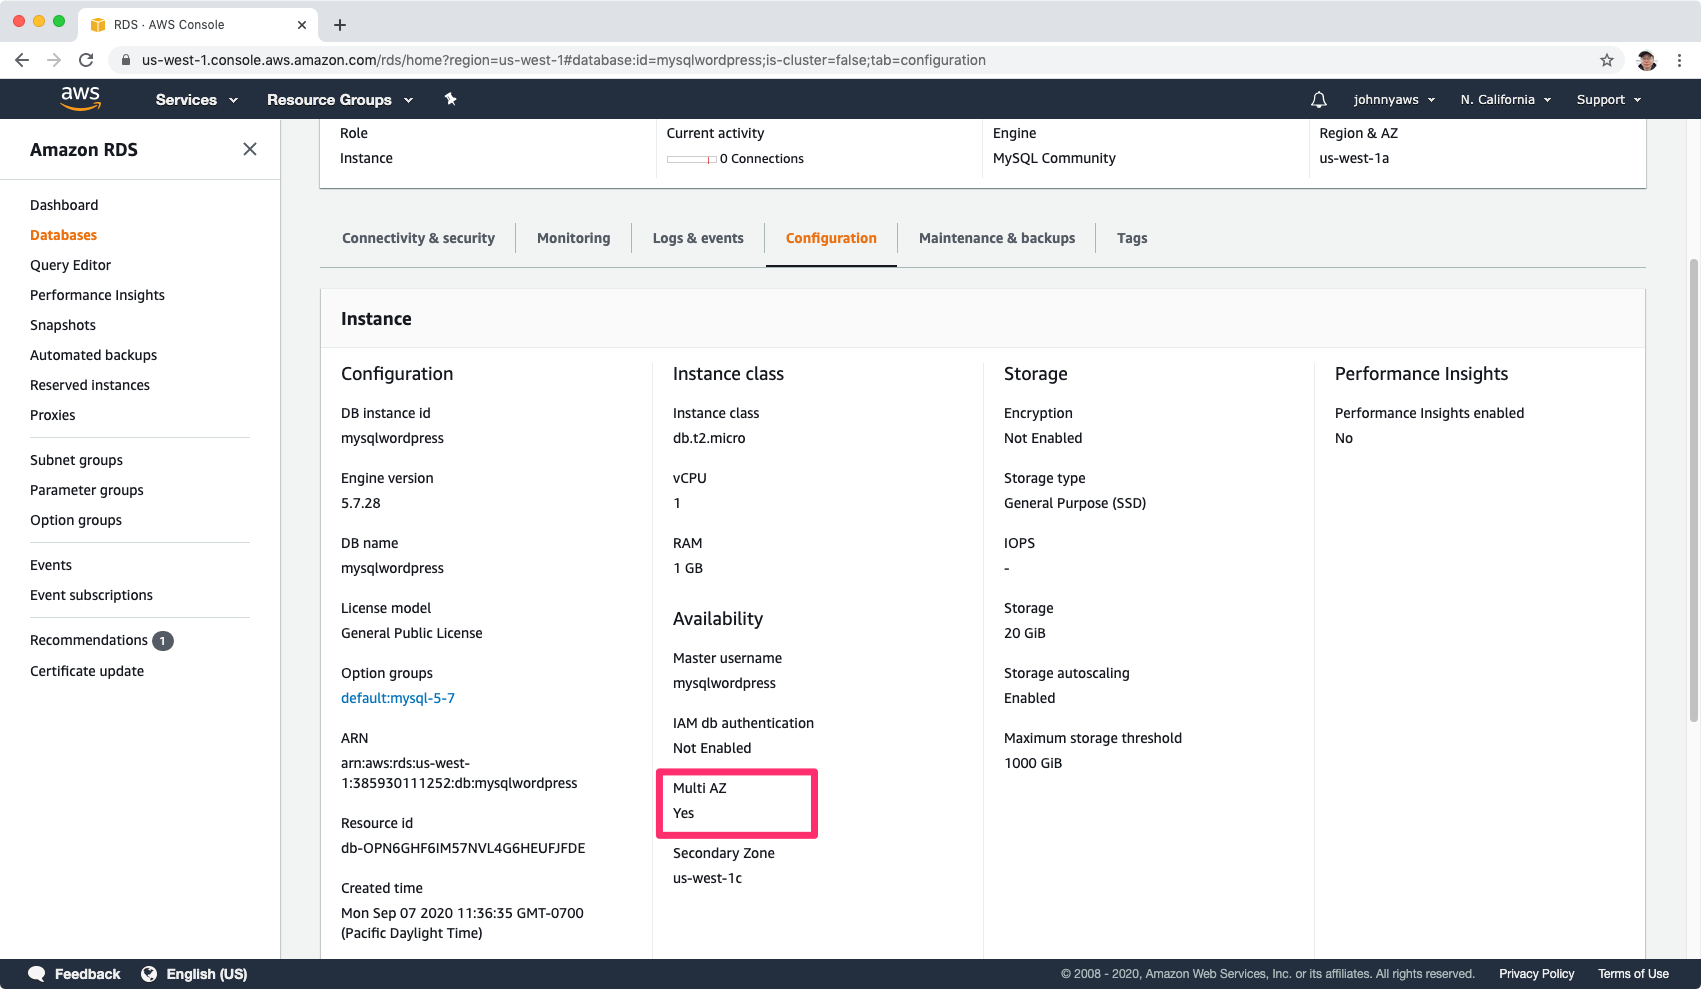 RDS · AWS Console
us-west-1.console.aws.amazon.com/rds/home?region=us-west-1#database:id=mysqlwordpress;is-cluster=false;tab=configuration
aws
Services
Resource Groups
johnnyaws
N. California
Support
Amazon RDS
Dashboard
Databases
Query Editor
Performance Insights
Snapshots
Automated backups
Reserved instances
Proxies
Subnet groups
Parameter groups
Option groups
Events
Event subscriptions
Recommendations 1
Certificate update
Role
Instance
Current activity
0 Connections
Engine
MySQL Community
Region & AZ
us-west-1a
Connectivity & security
Monitoring
Logs & events
Configuration
Maintenance & backups
Tags
Instance
Configuration
DB instance id
mysqlwordpress
Engine version
5.7.28
DB name
mysqlwordpress
License model
General Public License
Option groups
default:mysql-5-7
ARN
arn:aws:rds:us-west-
1:385930111252:db:mysqlwordpress
Resource id
db-OPN6GHF6IM57NVL4G6HEUFJFDE
Created time
Mon Sep 07 2020 11:36:35 GMT-0700
(Pacific Daylight Time)
Instance class
Instance class
db.t2.micro
vCPU
1
RAM
1 GB
Availability
Master username
mysqlwordpress
IAM db authentication
Not Enabled
Multi AZ
Yes
Secondary Zone
us-west-1c
Storage
Encryption
Not Enabled
Storage type
General Purpose (SSD)
IOPS
-
Storage
20 GiB
Storage autoscaling
Enabled
Maximum storage threshold
1000 GiB
Performance Insights
Performance Insights enabled
No
Feedback
English (US)
© 2008 - 2020, Amazon Web Services, Inc. or its affiliates. All rights reserved.
Privacy Policy
Terms of Use